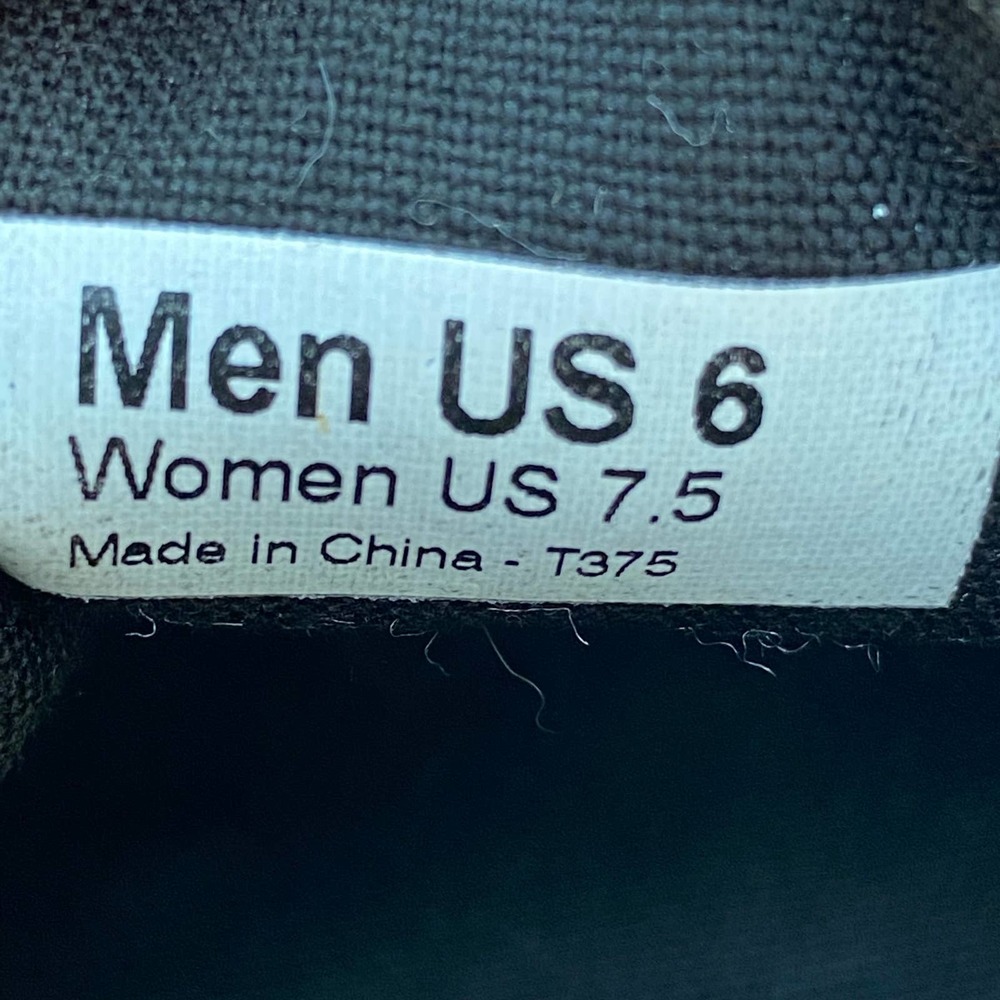 Men US 6
Women US 7.5
Made in China - T375